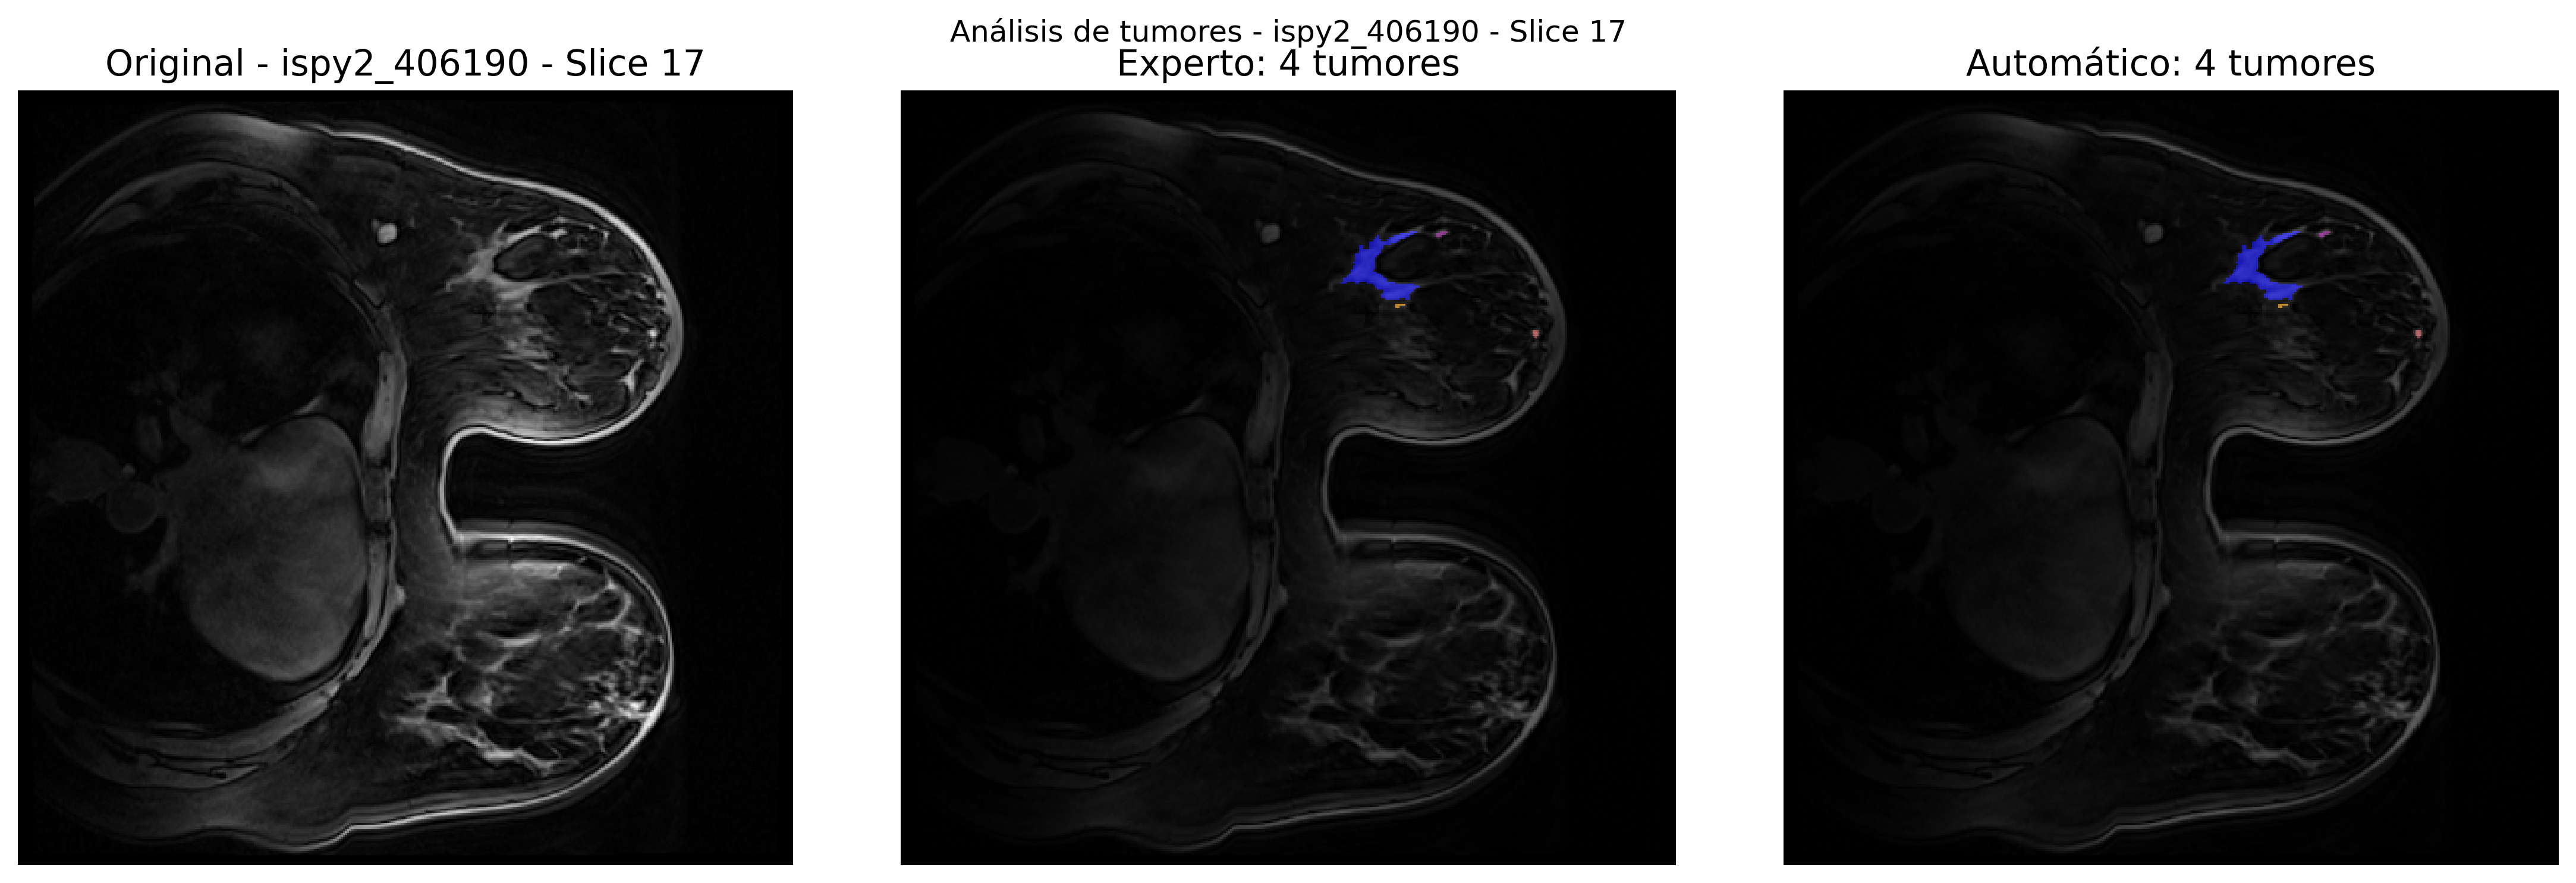 Análisis de tumores - ispy2_406190 - Slice 17
Original - ispy2_406190 - Slice 17
Experto: 4 tumores
Automático: 4 tumores